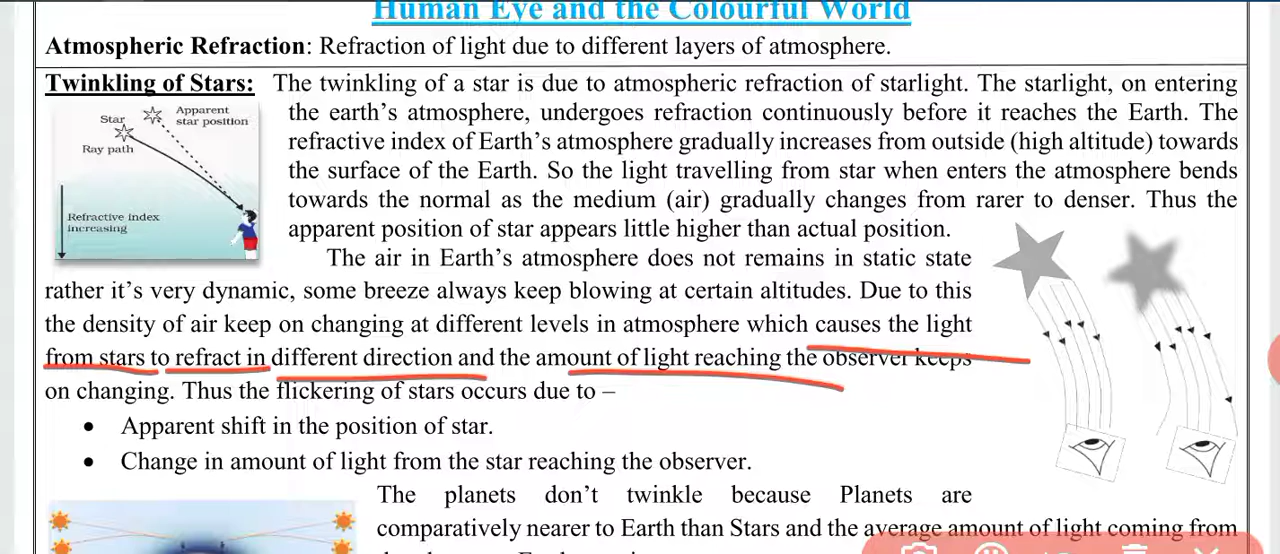 Human Eye and the Colourful World
Atmospheric Refraction: Refraction of light due to different layers of atmosphere.
Twinkling of Stars: The twinkling of a star is due to atmospheric refraction of starlight. The starlight, on entering
the earth's atmosphere, undergoes refraction continuously before it reaches the Earth. The
refractive index of Earth's atmosphere gradually increases from outside (high altitude) towards
the surface of the Earth. So the light travelling from star when enters the atmosphere bends
towards the normal as the medium (air) gradually changes from rarer to denser. Thus the
apparent position of star appears little higher than actual position.
Star
Apparent
star position
Ray path
Refractive index
increasing
The air in Earth's atmosphere does not remains in static state
rather it's very dynamic, some breeze always keep blowing at certain altitudes. Due to this
the density of air keep on changing at different levels in atmosphere which causes the light
from stars to refract in different direction and the amount of light reaching the observer keeps
on changing. Thus the flickering of stars occurs due to –
• Apparent shift in the position of star.
• Change in amount of light from the star reaching the observer.
The planets don't twinkle because Planets are
comparatively nearer to Earth than Stars and the average amount of light coming from